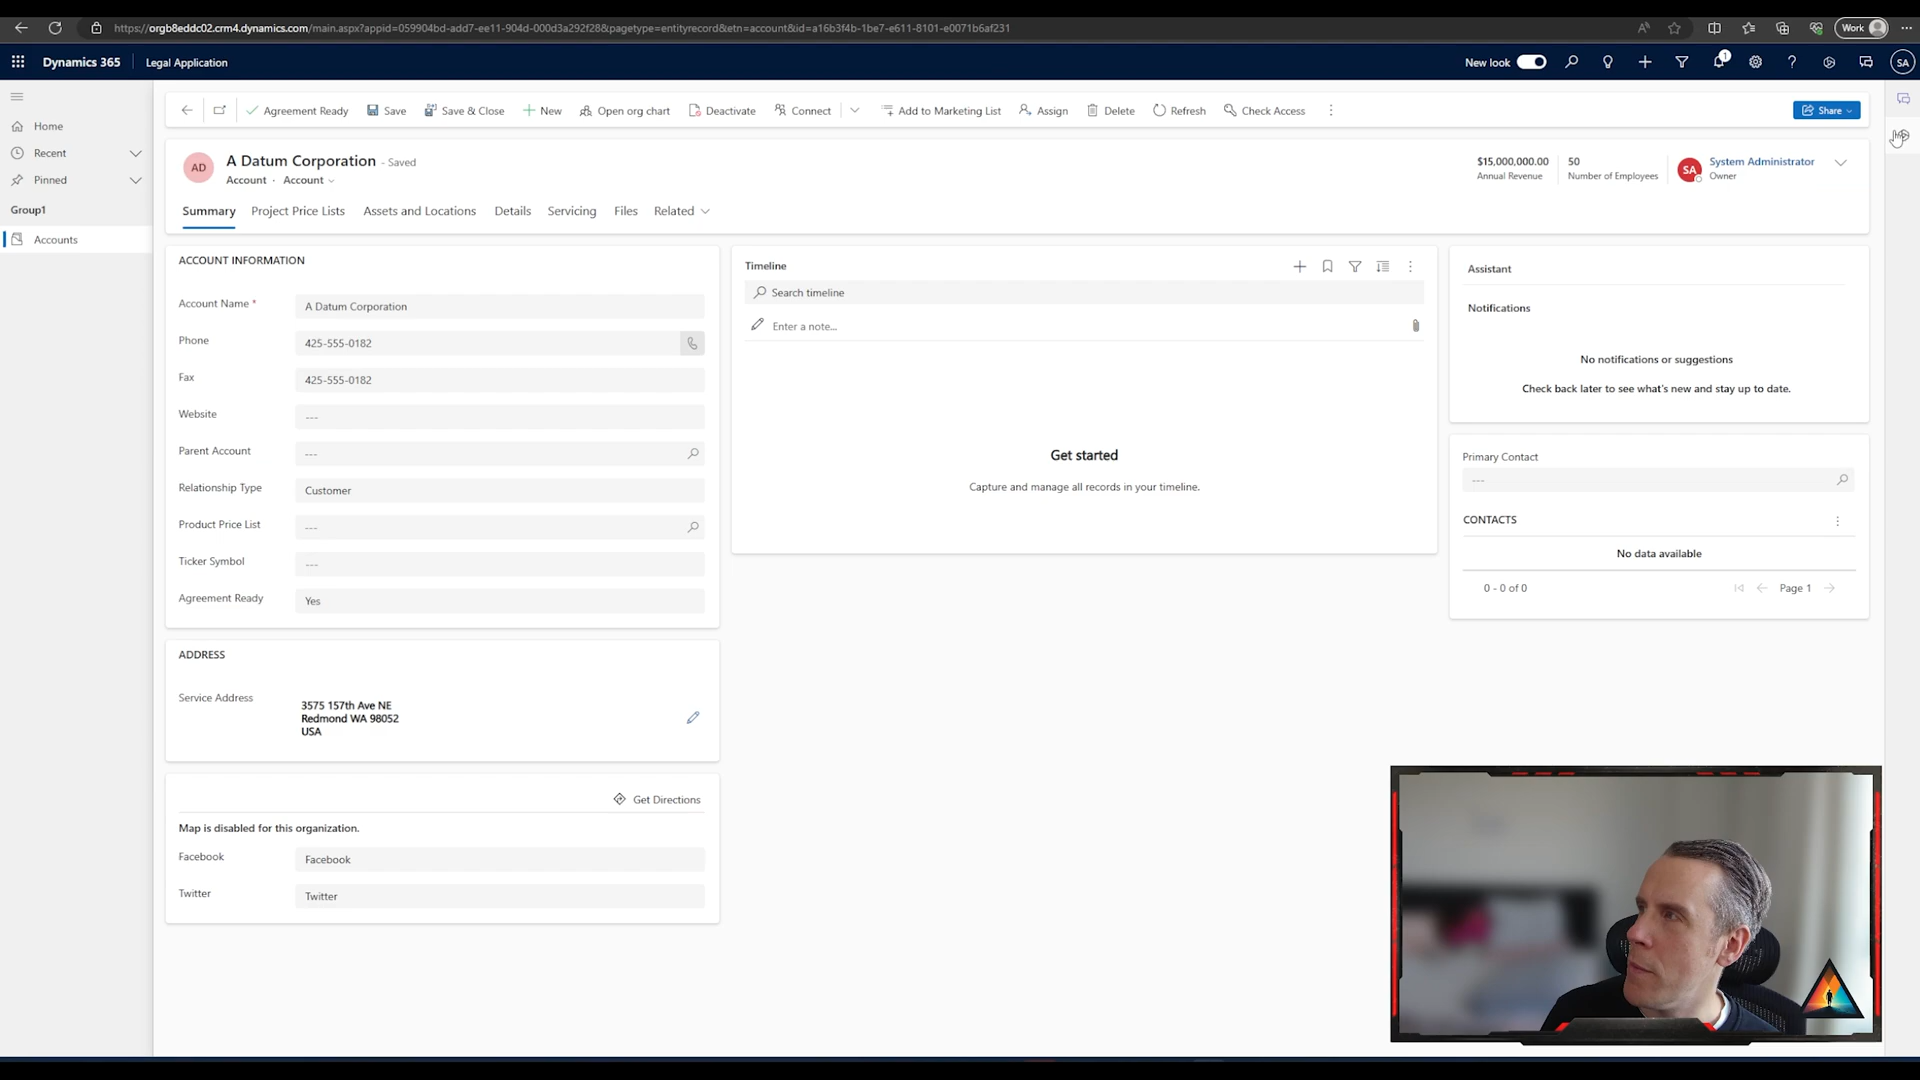 https://orgb8eddc02.crm4.dynamics.com/main.aspx?appid=059904bd-add7-ee11-904d-000d3a292f28&pagetype=entityrecord&etn=account&id=a16b3f4b-1be7-e611-8101-e0071b6af231
Work
Dynamics 365
Legal Application
New look
1
SA
Agreement Ready
Save
Save & Close
New
Open org chart
Deactivate
Connect
Add to Marketing List
Assign
Delete
Refresh
Check Access
Share
Home
Recent
Pinned
Group1
Accounts
AD
A Datum Corporation - Saved
Account · Account
$15,000,000.00
Annual Revenue
50
Number of Employees
SA
System Administrator
Owner
Summary
Project Price Lists
Assets and Locations
Details
Servicing
Files
Related
ACCOUNT INFORMATION
Account Name *
A Datum Corporation
Phone
425-555-0182
Fax
425-555-0182
Website
---
Parent Account
---
Relationship Type
Customer
Product Price List
---
Ticker Symbol
---
Agreement Ready
Yes
ADDRESS
Service Address
3575 157th Ave NE
Redmond WA 98052
USA
Get Directions
Map is disabled for this organization.
Facebook
Facebook
Twitter
Twitter
Timeline
Search timeline
Enter a note...
Get started
Capture and manage all records in your timeline.
Assistant
Notifications
No notifications or suggestions
Check back later to see what's new and stay up to date.
Primary Contact
---
CONTACTS
No data available
0 - 0 of 0
Page 1